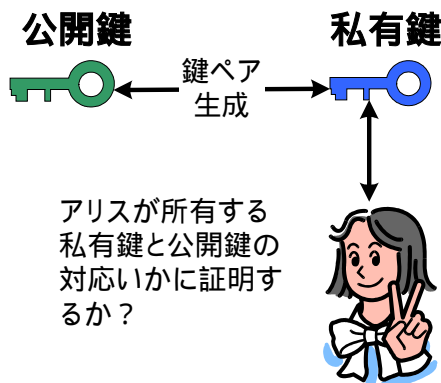 公開鍵
私有鍵
鍵ペア
生成
アリスが所有する
私有鍵と公開鍵の
対応いかに証明す
るか？